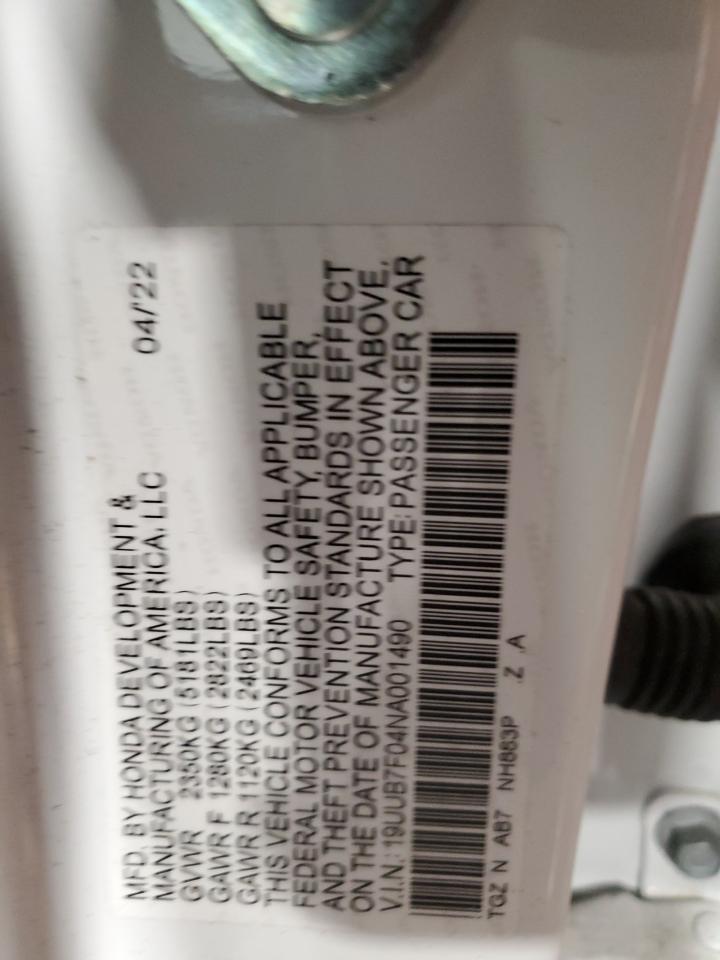 MFD. BY HONDA DEVELOPMENT &
MANUFACTURING OF AMERICA, LLC 04/'22
GVWR 2350KG (5181LBS)
GAWR F 1280KG (2822LBS)
GAWR R 1120KG (2469LBS)
THIS VEHICLE CONFORMS TO ALL APPLICABLE
FEDERAL MOTOR VEHICLE SAFETY, BUMPER,
AND THEFT PREVENTION STANDARDS IN EFFECT
ON THE DATE OF MANUFACTURE SHOWN ABOVE.
V.I.N.: 19UUB7F04NA001490 TYPE: PASSENGER CAR
TGZ N AB7 NH883P .Z .A